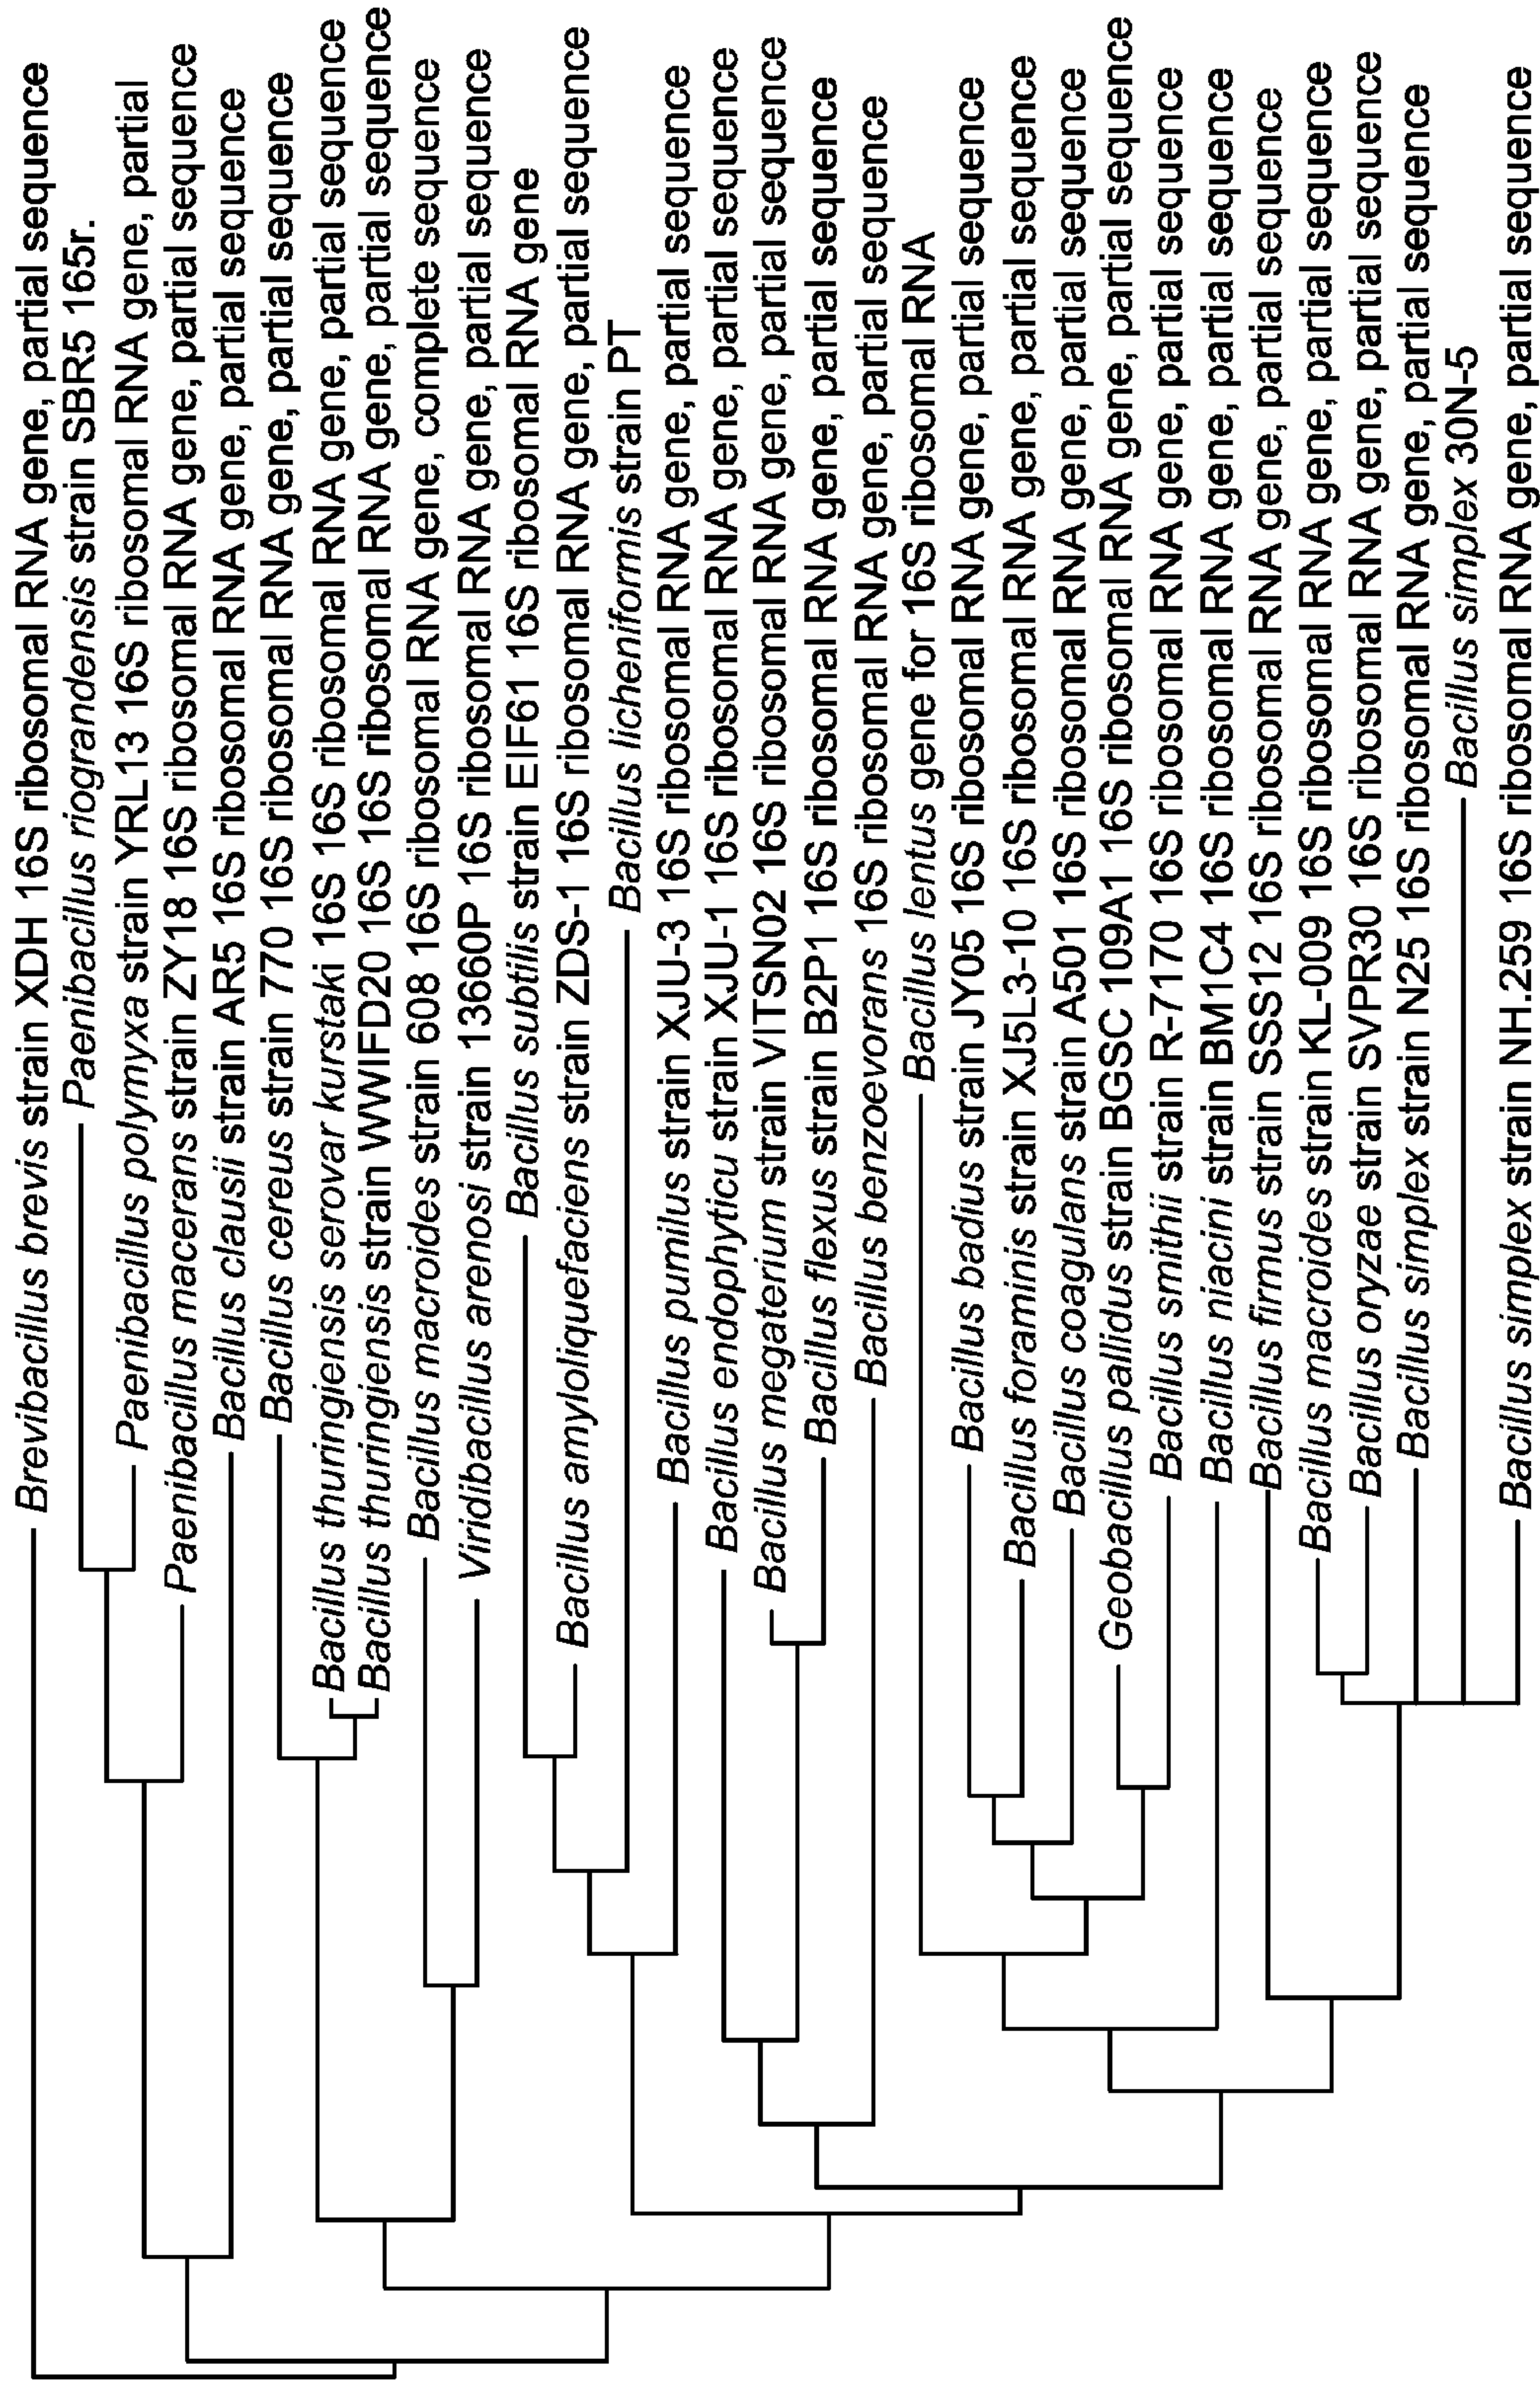 Brevibacillus brevis strain XDH 16S ribosomal RNA gene, partial sequence
Paenibacillus riograndensis strain SBR5 165r.
Paenibacillus polymyxa strain YRL13 16S ribosomal RNA gene, partial
Paenibacillus macerans strain ZY18 16S ribosomal RNA gene, partial sequence
Bacillus clausii strain AR5 16S ribosomal RNA gene, partial sequence
Bacillus cereus strain 770 16S ribosomal RNA gene, partial sequence
Bacillus thuringiensis serovar kurstaki 16S 16S ribosomal RNA gene, partial sequence
Bacillus thuringiensis strain WWIFD20 16S 16S ribosomal RNA gene, partial sequence
Bacillus macroides strain 608 16S ribosomal RNA gene, complete sequence
Viridibacillus arenosi strain 13660P 16S ribosomal RNA gene, partial sequence
Bacillus subtilis strain EIF61 16S ribosomal RNA gene
Bacillus amyloliquefaciens strain ZDS-1 16S ribosomal RNA gene, partial sequence
Bacillus licheniformis strain PT
Bacillus pumilus strain XJU-3 16S ribosomal RNA gene, partial sequence
Bacillus endophyticu strain XJU-1 16S ribosomal RNA gene, partial sequence
Bacillus megaterium strain VITSN02 16S ribosomal RNA gene, partial sequence
Bacillus flexus strain B2P1 16S ribosomal RNA gene, partial sequence
Bacillus benzoevorans 16S ribosomal RNA gene, partial sequence
Bacillus lentus gene for 16S ribosomal RNA
Bacillus badius strain JY05 16S ribosomal RNA gene, partial sequence
Bacillus foraminis strain XJ5L3-10 16S ribosomal RNA gene, partial sequence
Bacillus coagulans strain A501 16S ribosomal RNA gene, partial sequence
Geobacillus pallidus strain BGSC 109A1 16S ribosomal RNA gene, partial sequence
Bacillus smithii strain R-7170 16S ribosomal RNA gene, partial sequence
Bacillus niacini strain BM1C4 16S ribosomal RNA gene, partial sequence
Bacillus firmus strain SSS12 16S ribosomal RNA gene, partial sequence
Bacillus macroides strain KL-009 16S ribosomal RNA gene, partial sequence
Bacillus oryzae strain SVPR30 16S ribosomal RNA gene, partial sequence
Bacillus simplex strain N25 16S ribosomal RNA gene, partial sequence
Bacillus simplex 30N-5
Bacillus simplex strain NH.259 16S ribosomal RNA gene, partial sequence